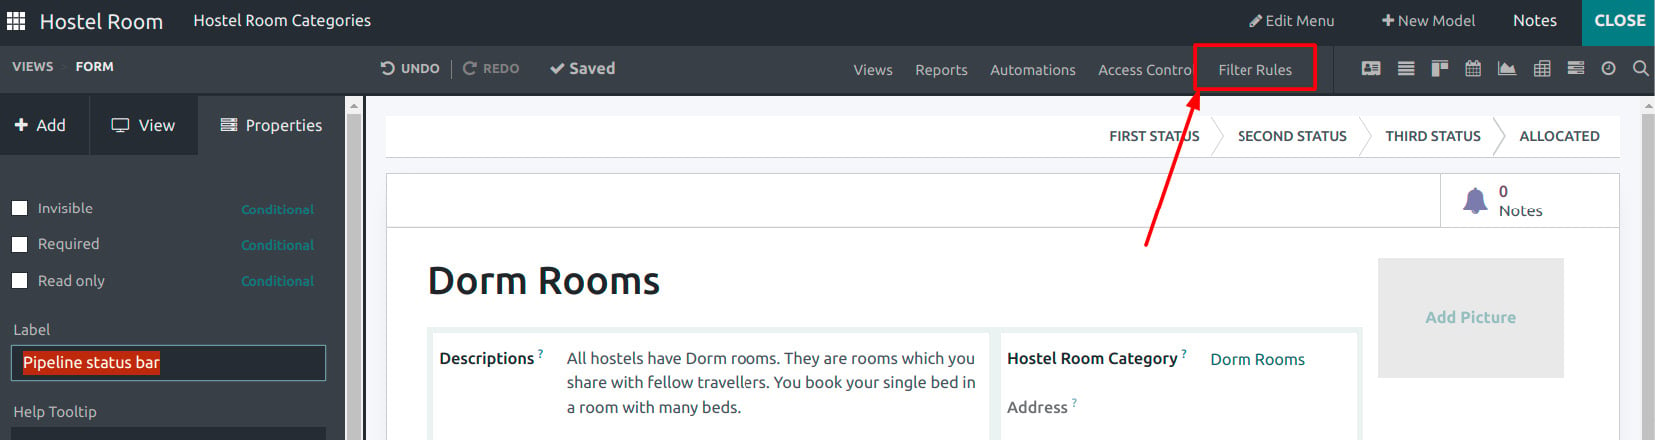 Hostel Room Hostel Room Categories Edit Menu New Model Notes CLOSE
VIEWS > FORM UNDO REDO Saved Views Reports Automations Access Control Filter Rules
Add View Properties
FIRST STATUS SECOND STATUS THIRD STATUS ALLOCATED
Invisible Conditional
Required Conditional
Read only Conditional
0
Notes
Dorm Rooms
Add Picture
Label
Pipeline status bar
Help Tooltip
Descriptions ? All hostels have Dorm rooms. They are rooms which you
share with fellow travellers. You book your single bed in
a room with many beds.
Hostel Room Category ? Dorm Rooms
Address ?